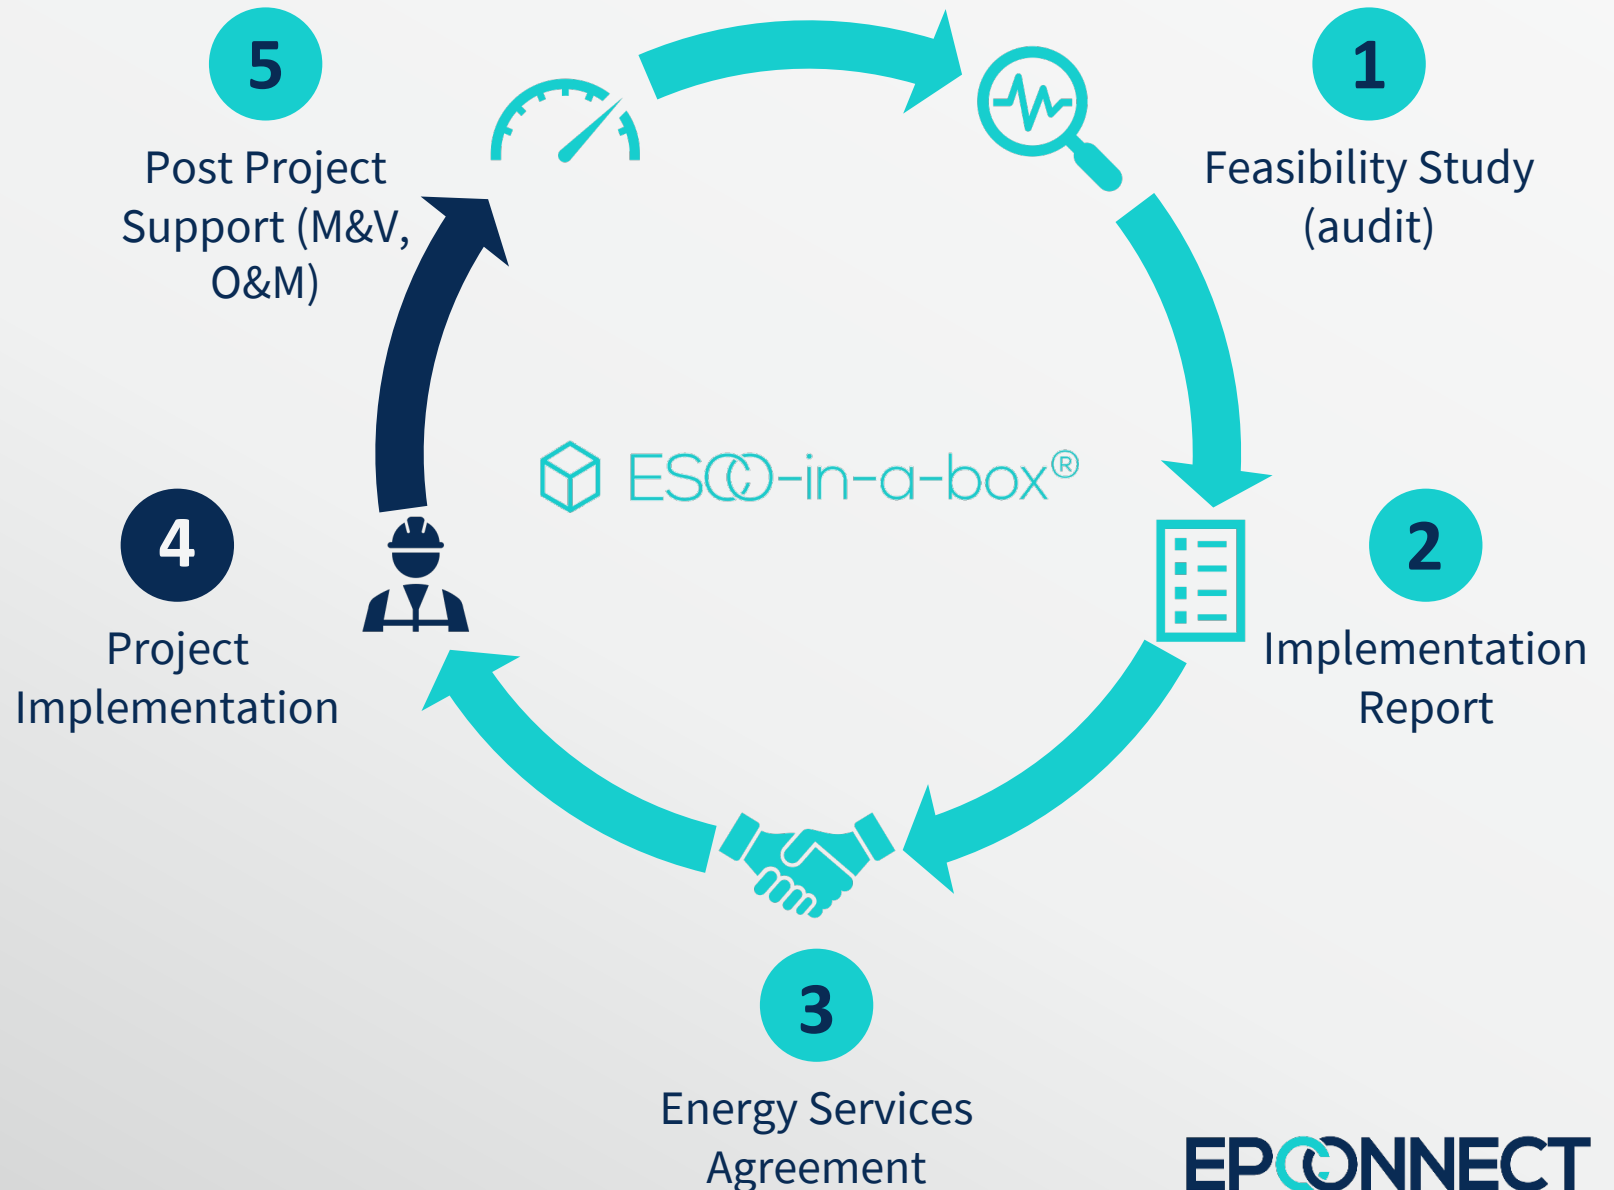 1
Feasibility Study
(audit)
2
Implementation
Report
3
Energy Services
Agreement
4
Project
Implementation
5
Post Project
Support (M&V,
O&M)
ESCO-in-a-box®
EPCONNECT